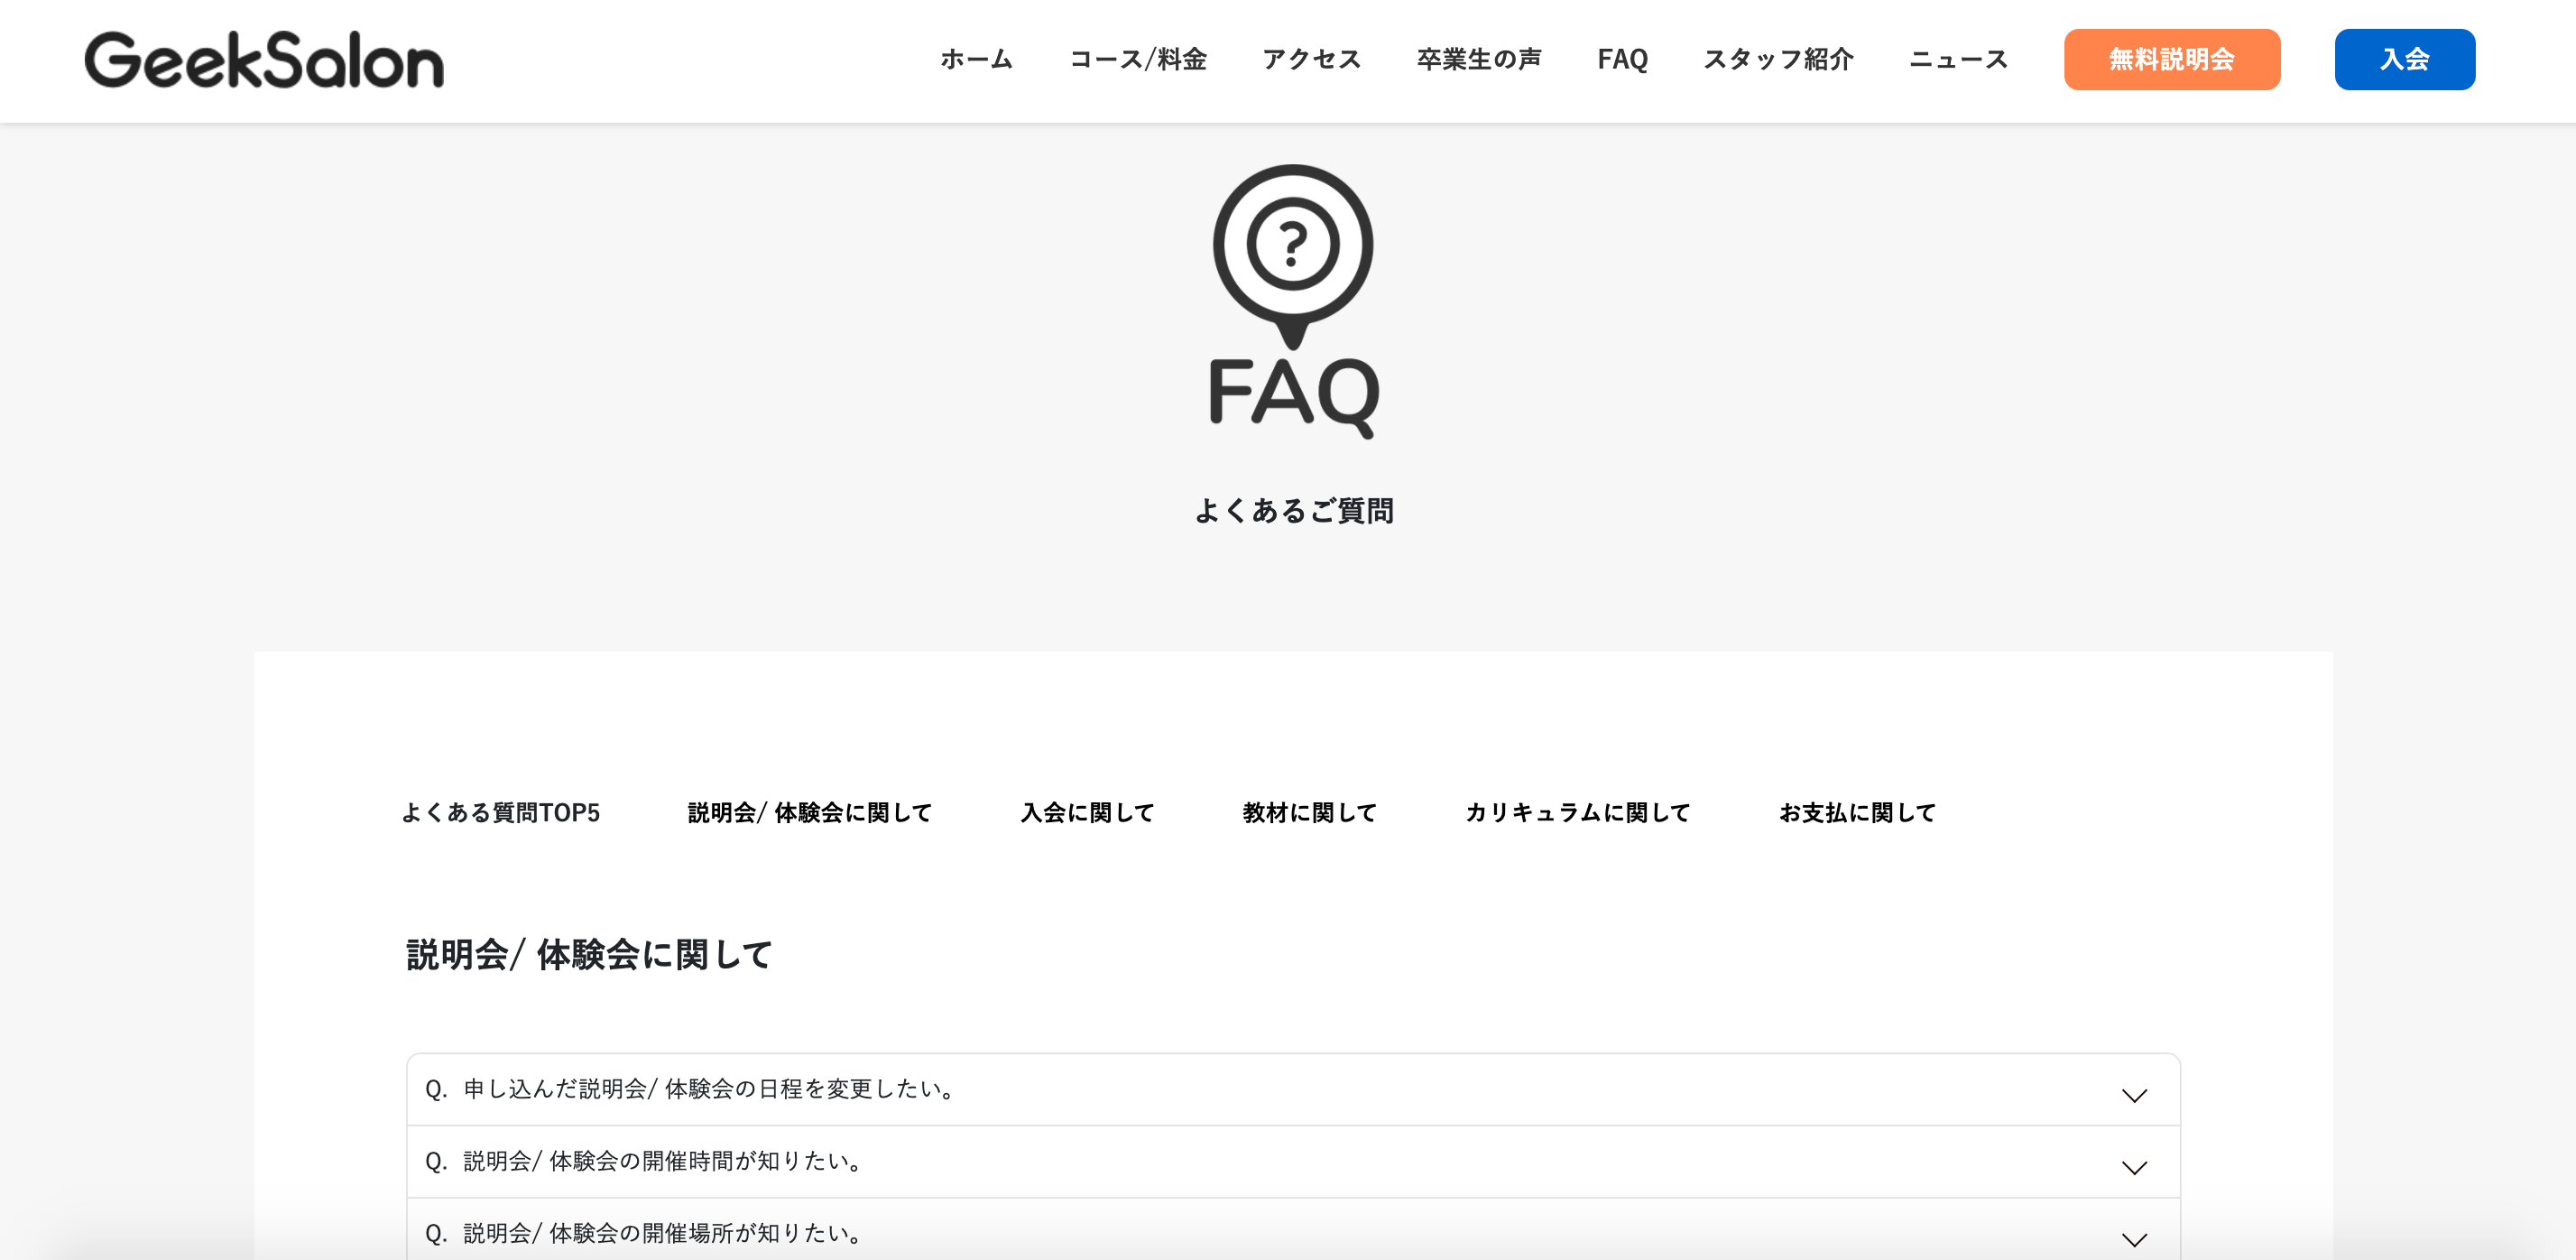 GeekSalon
ホーム コース/料金 アクセス 卒業生の声 FAQ スタッフ紹介 ニュース 無料説明会 入会
?
FAQ
よくあるご質問
よくある質問TOP5 説明会/ 体験会に関して 入会に関して 教材に関して カリキュラムに関して お支払に関して
説明会/ 体験会に関して
Q. 申し込んだ説明会/ 体験会の日程を変更したい。
Q. 説明会/ 体験会の開催時間が知りたい。
Q. 説明会/ 体験会の開催場所が知りたい。